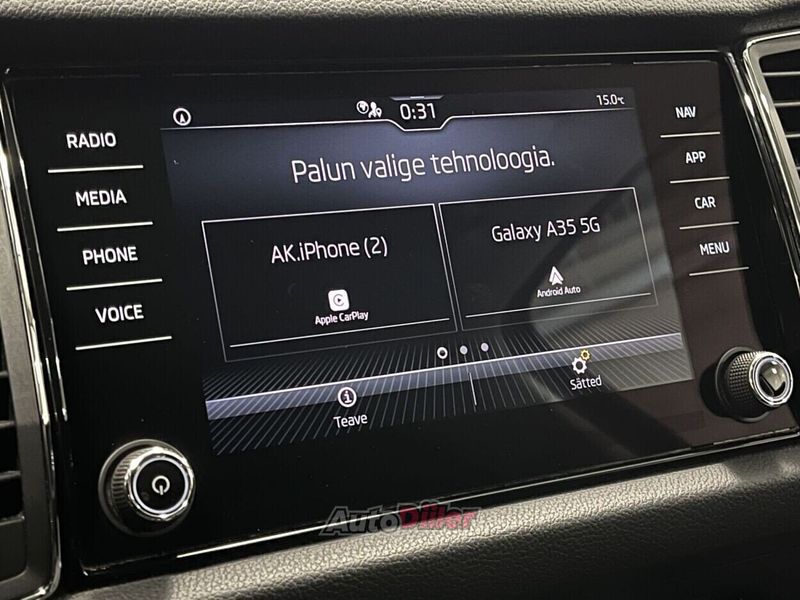 RADIO
MEDIA
PHONE
VOICE
0:31
15.0°C
Palun valige tehnoloogia.
AK.iPhone (2)
Apple CarPlay
Galaxy A35 5G
Android Auto
Teave
Sätted
NAV
APP
CAR
MENU
AutoDiller